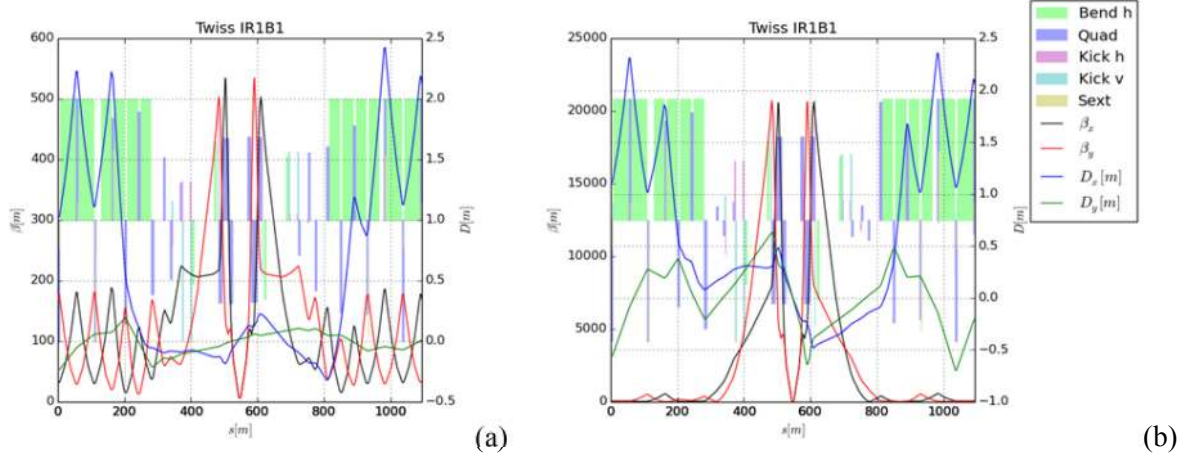 Twiss IR1B1
600
500
400
300
200
100
0
β[m]
2.5
2.0
1.5
1.0
0.5
0.0
−0.5
D[m]
0 200 400 600 800 1000
s[m]
(a)
Twiss IR1B1
25000
20000
15000
10000
5000
0
β[m]
2.5
2.0
1.5
1.0
0.5
0.0
−0.5
−1.0
D[m]
0 200 400 600 800 1000
s[m]
(b)
Bend h
Quad
Kick h
Kick v
Sext
βx
βy
Dx [m]
Dy [m]